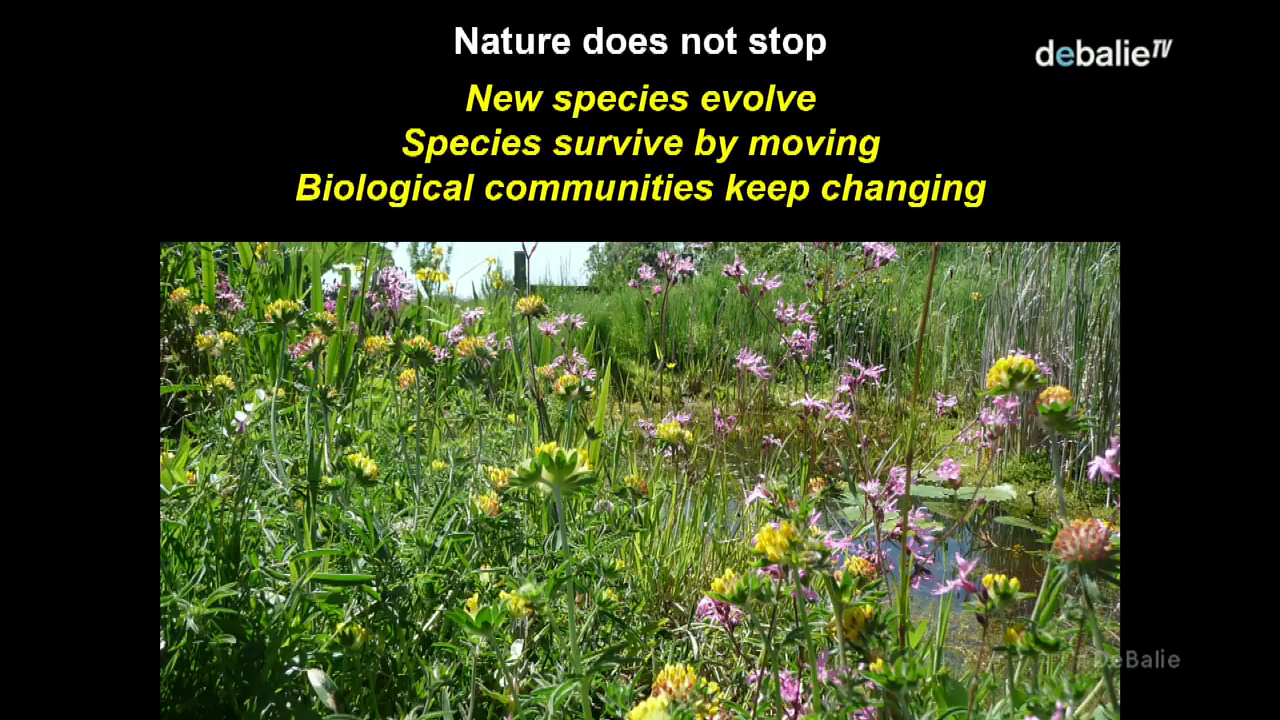 Nature does not stop
debalieTV
New species evolve
Species survive by moving
Biological communities keep changing
DeBalie